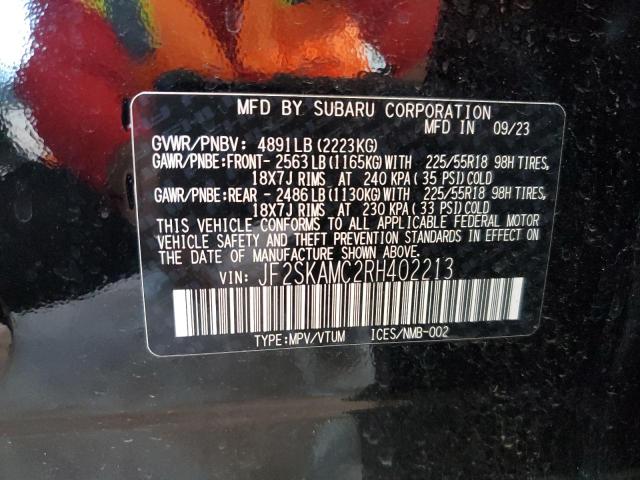 MFD BY SUBARU CORPORATION
MFD IN 09/23
GVWR/PNBV: 4891LB (2223KG)
GAWR/PNBE:FRONT- 2563LB (1165KG) WITH 225/55R18 98H TIRES,
18X7J RIMS AT 240 KPA (35 PSI) COLD
GAWR/PNBE:REAR - 2486LB (1130KG) WITH 225/55R18 98H TIRES,
18X7J RIMS AT 230 KPA (33 PSI) COLD
THIS VEHICLE CONFORMS TO ALL APPLICABLE FEDERAL MOTOR
VEHICLE SAFETY AND THEFT PREVENTION STANDARDS IN EFFECT
ON THE DATE OF MANUFACTURE SHOWN ABOVE.
VIN: JF2SKAMC2RH402213
TYPE:MPV/VTUM ICES/NMB-002